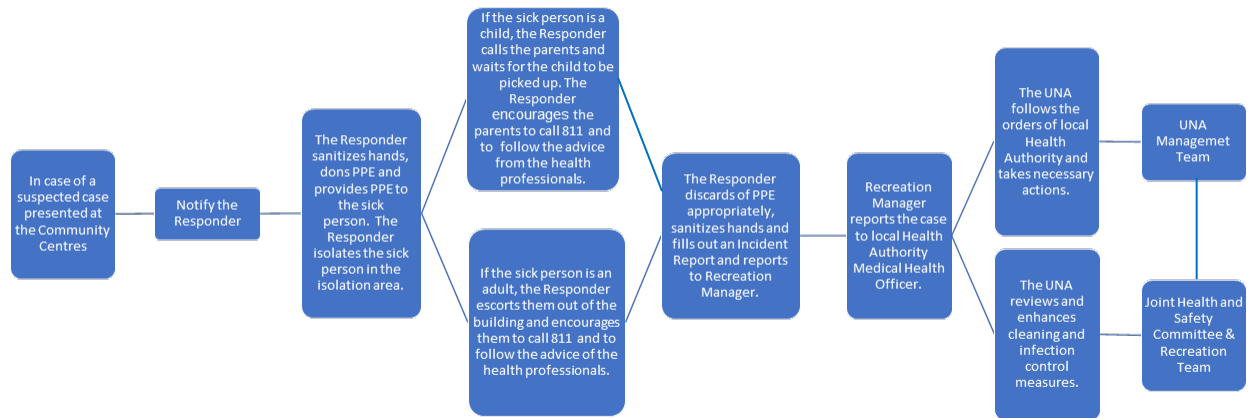 In case of a
suspected case
presented at
the Community
Centres
Notify the
Responder
The Responder
sanitizes hands,
dons PPE and
provides PPE to
the sick
person.  The
Responder
isolates the sick
person in the
isolation area.
If the sick person is a
child, the Responder
calls the parents and
waits for the child to be
picked up. The
Responder
encourages the
parents to call 811 and
to  follow the advice
from the health
professionals.
If the sick person is an
adult, the Responder
escorts them out of the
building and encourages
them to call 811 and to
follow the advice of the
health professionals.
The Responder
discards of PPE
appropriately,
sanitizes hands and
fills out an Incident
Report and reports
to Recreation
Manager.
Recreation
Manager
reports the case
to local Health
Authority
Medical Health
Officer.
The UNA
follows the
orders of local
Health
Authority and
takes necessary
actions.
The UNA
reviews and
enhances
cleaning and
infection
control
measures.
UNA
Managemet
Team
Joint Health and
Safety
Committee &
Recreation
Team